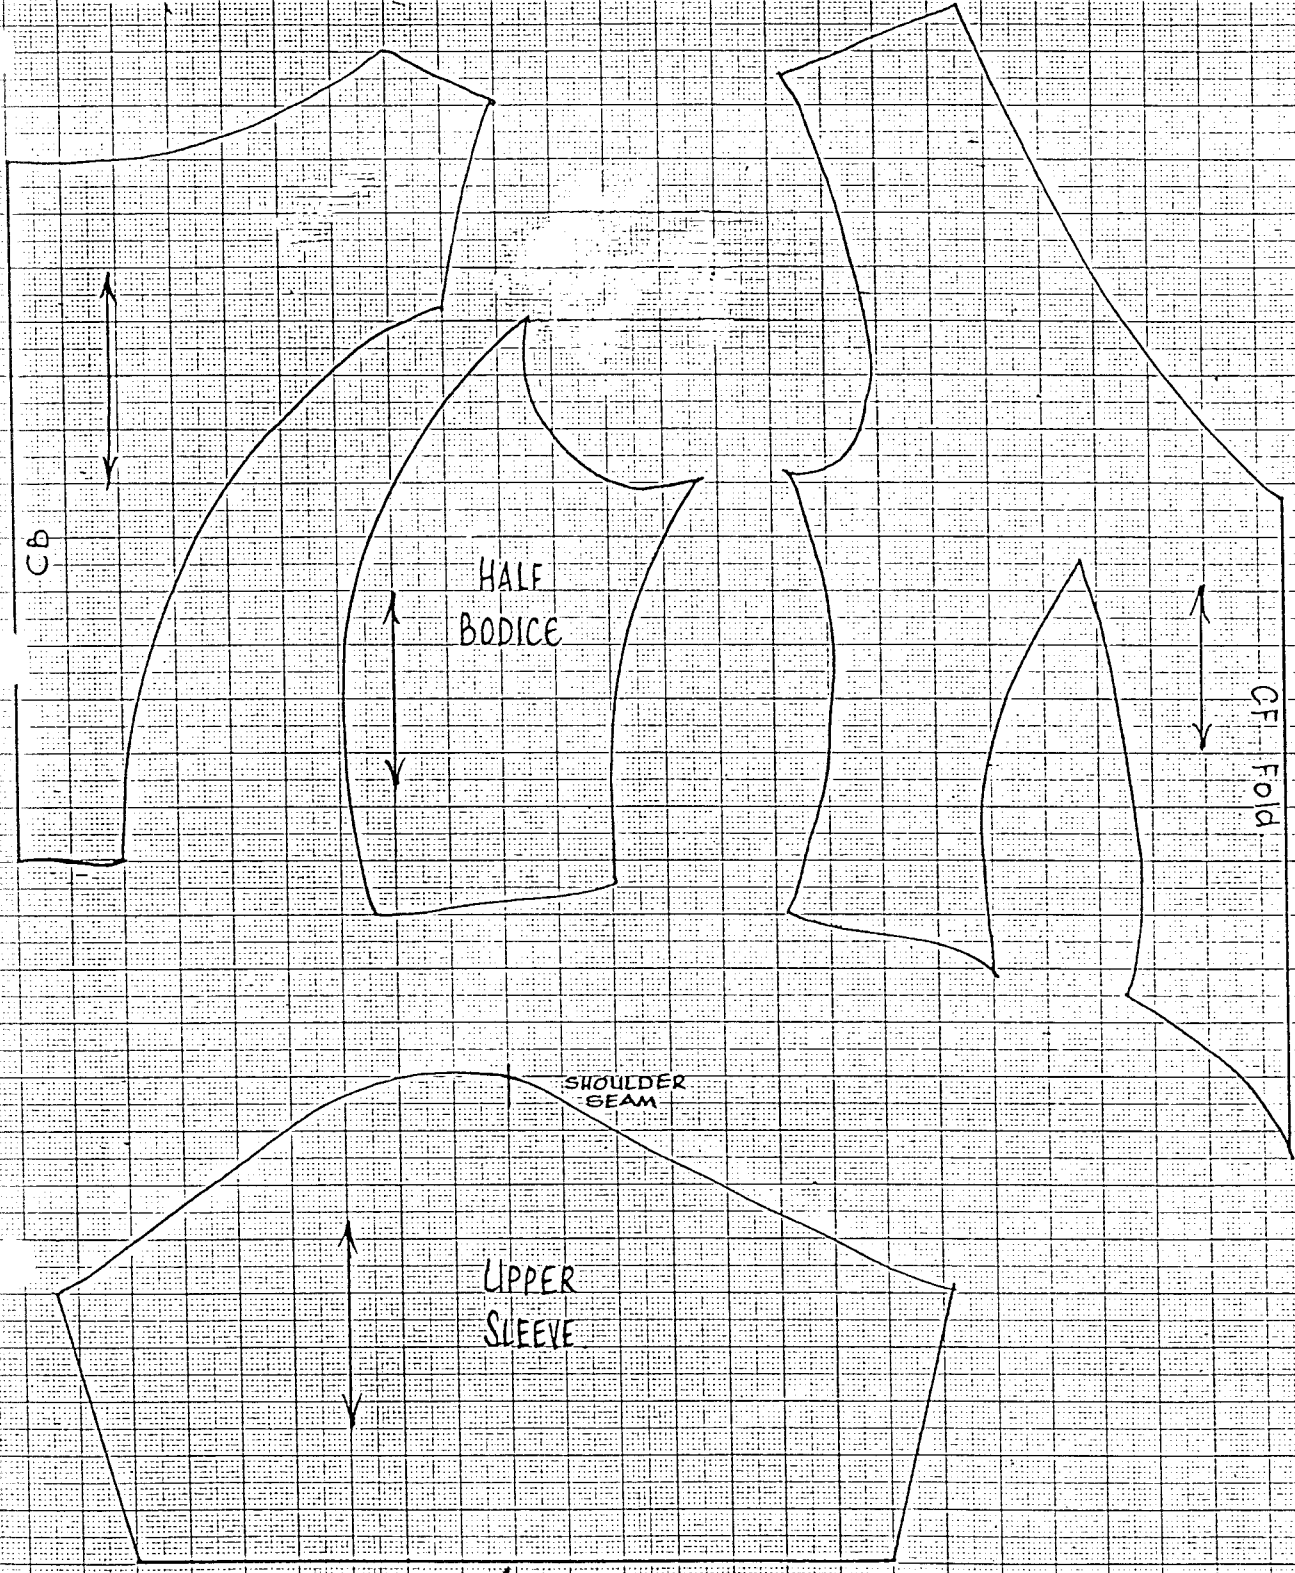 CB
HALF
BODICE
CF Fold.
SHOULDER
SEAM
UPPER
SLEEVE.